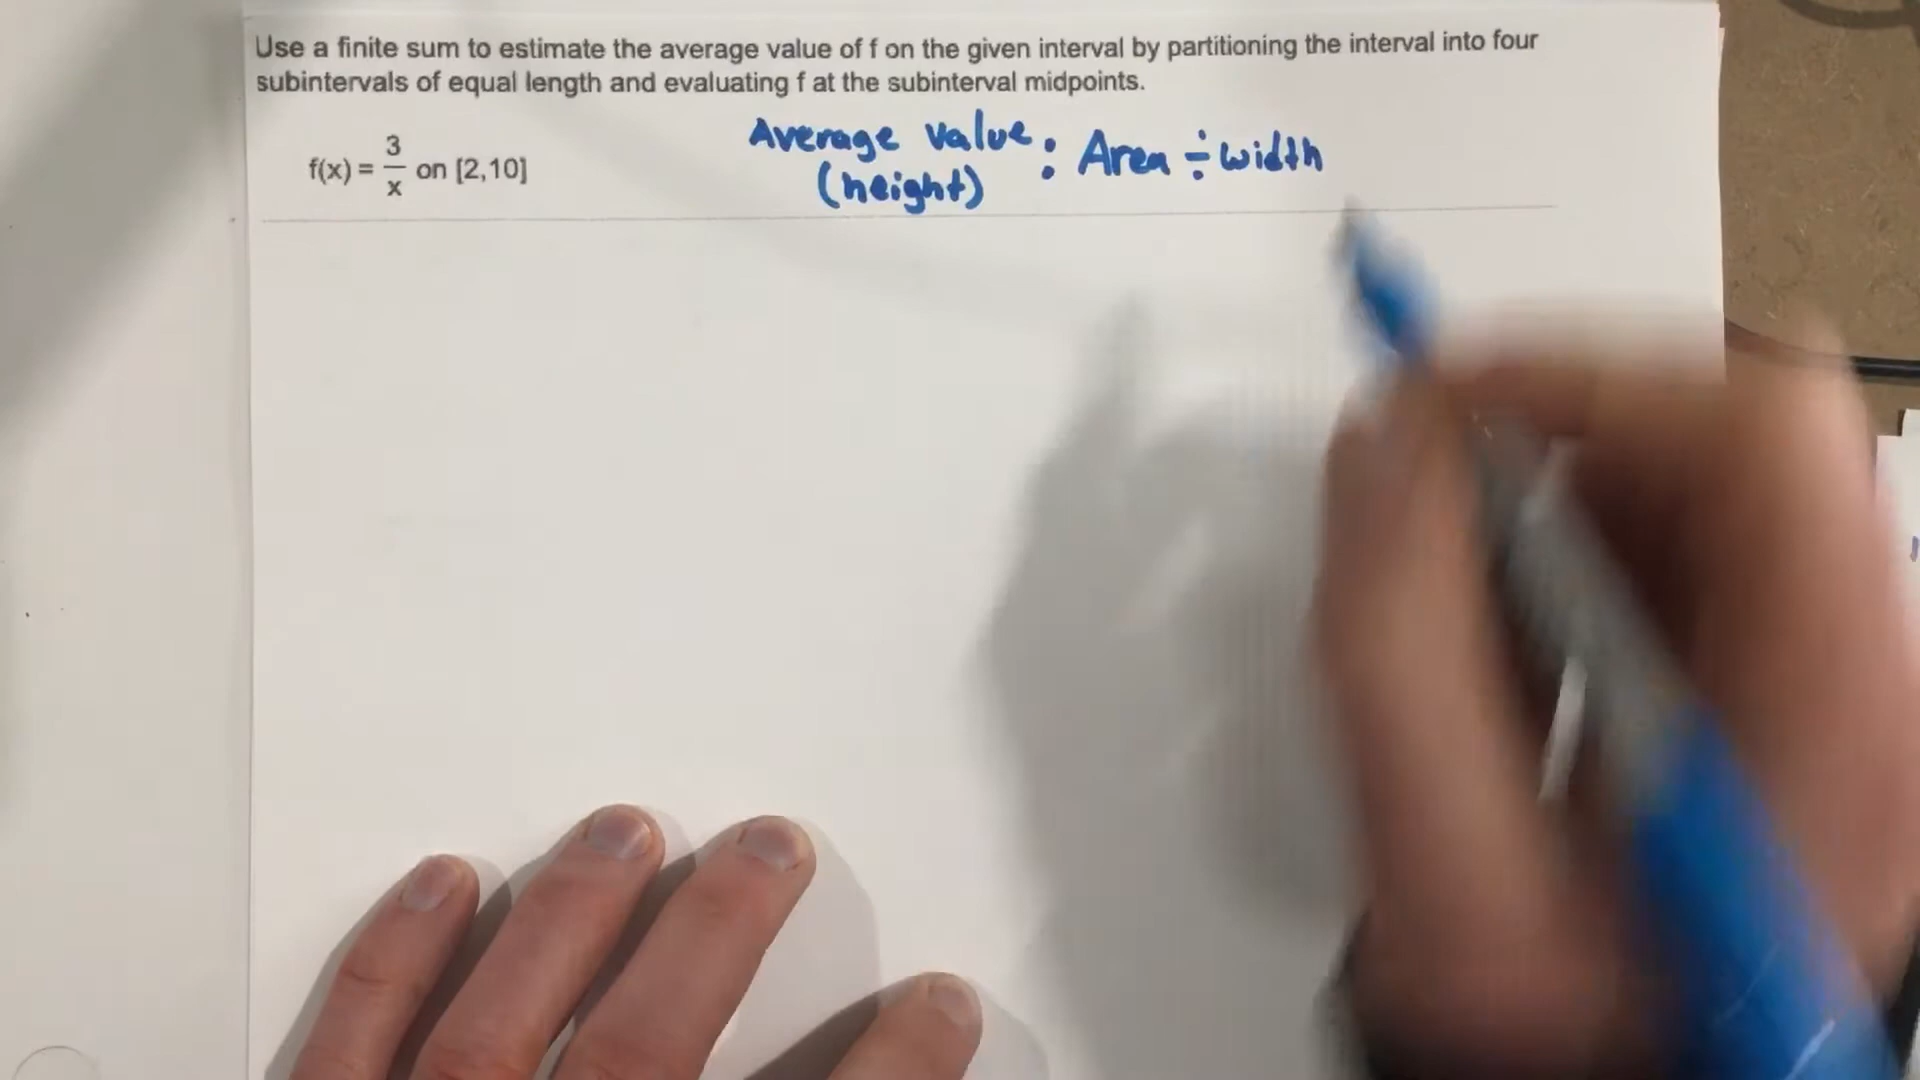 Use a finite sum to estimate the average value of f on the given interval by partitioning the interval into four
subintervals of equal length and evaluating f at the subinterval midpoints.
f(x) = 3/x on [2,10]
Average value : Area ÷ width
(height)